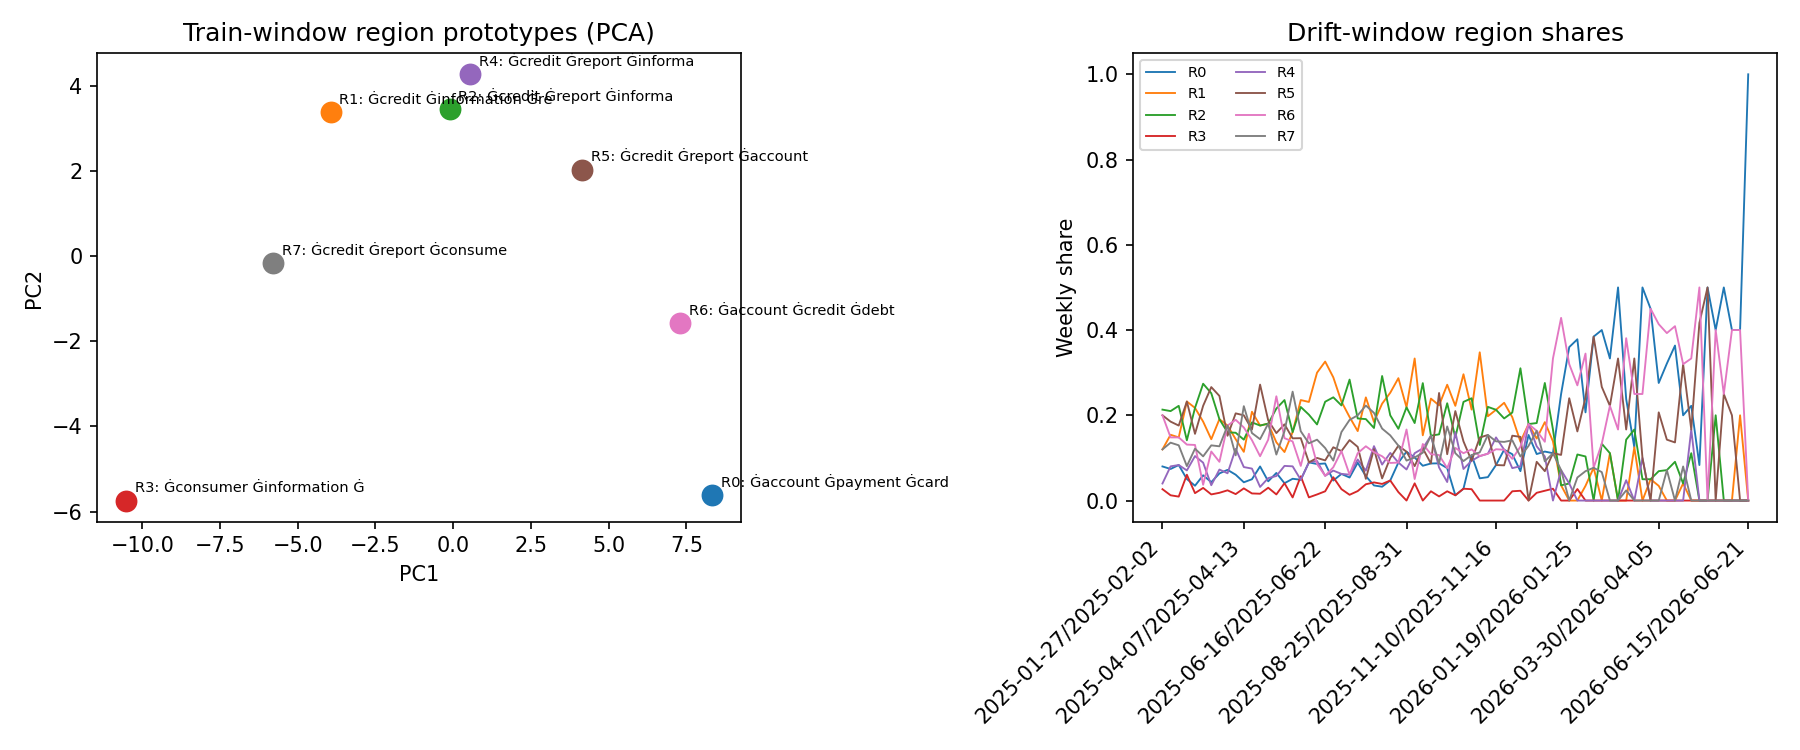 Train-window region prototypes (PCA)
R4: Ġcredit Ġreport Ġinforma
R1: Ġcredit Ġinformation Ġre
R2: Ġcredit Ġreport Ġinforma
R5: Ġcredit Ġreport Ġaccount
R7: Ġcredit Ġreport Ġconsume
R6: Ġaccount Ġcredit Ġdebt
R3: Ġconsumer Ġinformation Ġ
R0: Ġaccount Ġpayment Ġcard
PC2
4
2
0
−2
−4
−6
−10.0 −7.5 −5.0 −2.5 0.0 2.5 5.0 7.5
PC1
Drift-window region shares
R0 R4
R1 R5
R2 R6
R3 R7
Weekly share
1.0
0.8
0.6
0.4
0.2
0.0
2025-01-27/2025-02-02
2025-04-07/2025-04-13
2025-06-16/2025-06-22
2025-08-25/2025-08-31
2025-11-10/2025-11-16
2026-01-19/2026-01-25
2026-03-30/2026-04-05
2026-06-15/2026-06-21